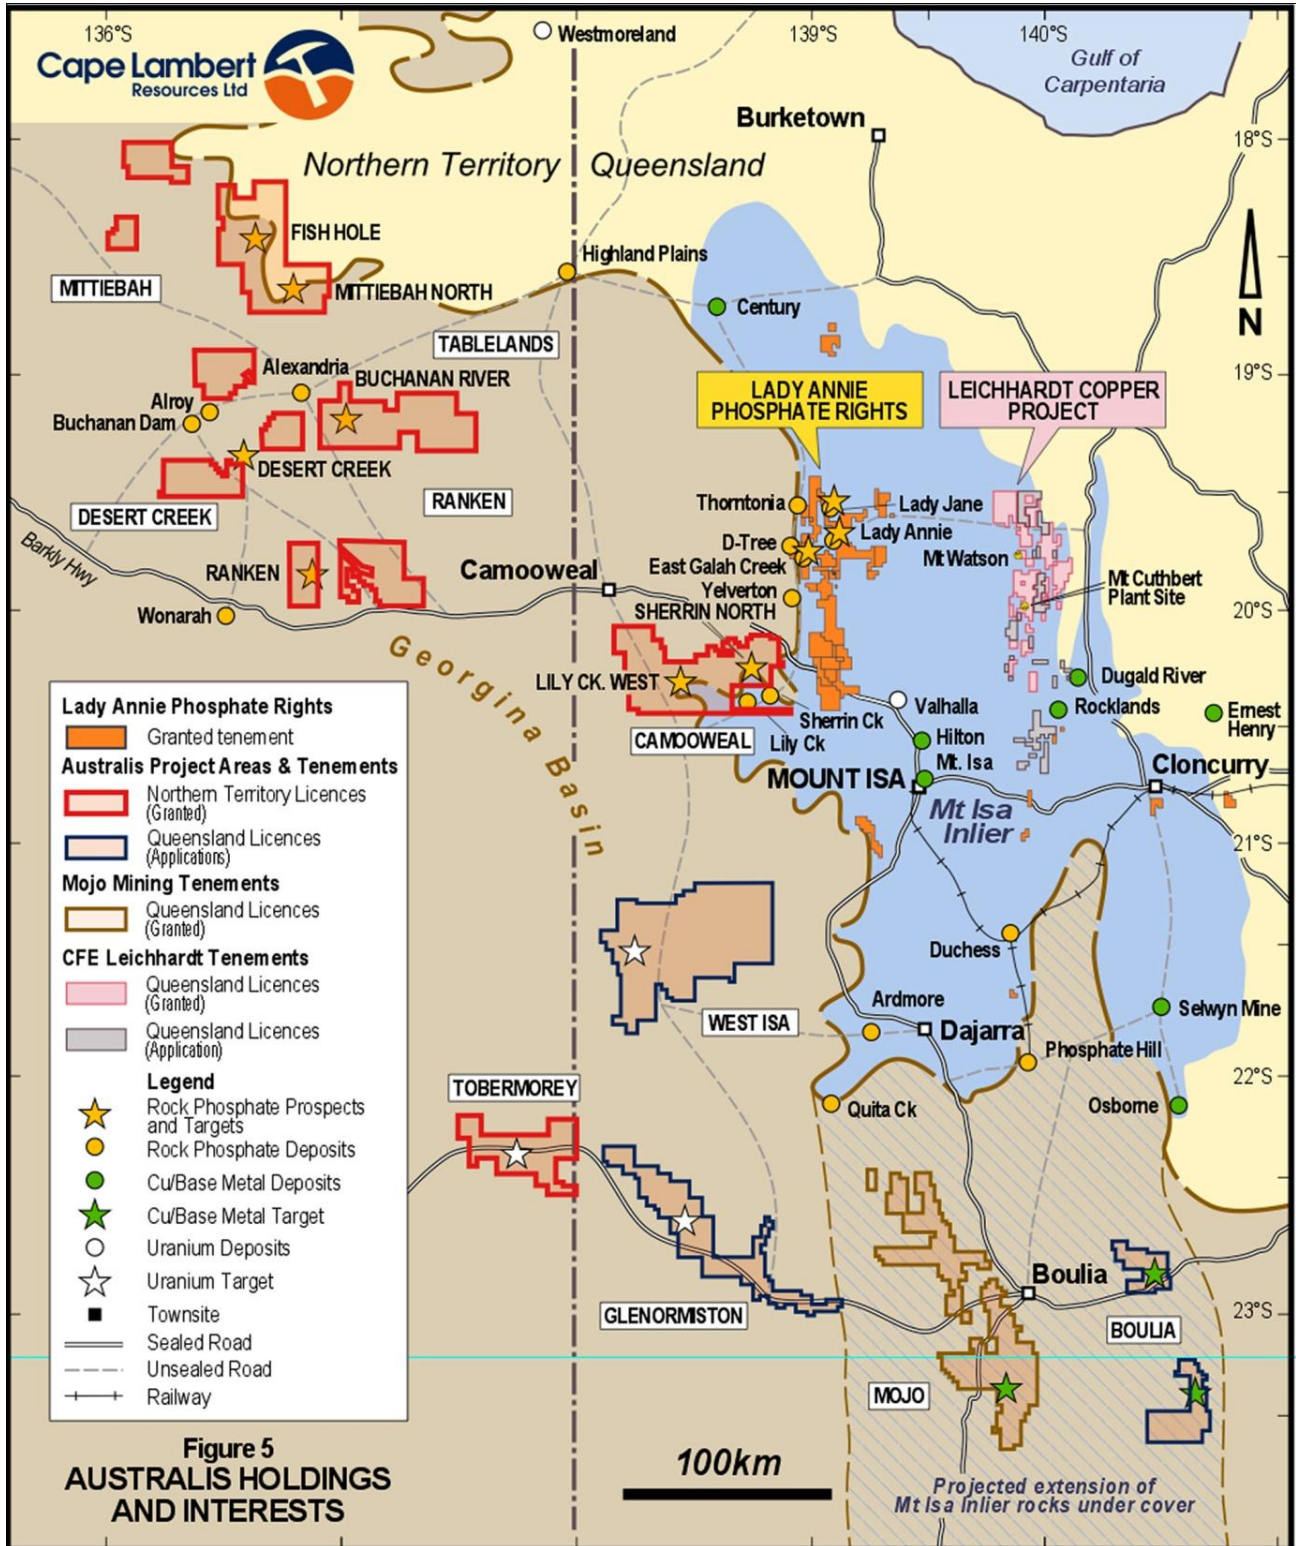 136°S
139°S
140°S
Cape Lambert
Resources Ltd
Westmoreland
Gulf of
Carpentaria
Burketown
18°S
Northern Territory
Queensland
FISH HOLE
Highland Plains
MITTIEBAH
MITTIEBAH NORTH
Century
N
TABLELANDS
Alexandria
19°S
BUCHANAN RIVER
LADY ANNIE
PHOSPHATE RIGHTS
LEICHHARDT COPPER
PROJECT
Alroy
Buchanan Dam
DESERT CREEK
RANKEN
DESERT CREEK
Thorntonia
Lady Jane
Lady Annie
D-Tree
East Galah Creek
Mt Watson
Barkly Hwy
RANKEN
Camooweal
Yelverton
Mt Cuthbert
Plant Site
SHERRIN NORTH
20°S
Wonarah
Georgina Basin
LILY CK. WEST
Dugald River
Valhalla
Rocklands
Ernest
Henry
Sherrin Ck
CAMOOWEAL
Lily Ck
Hilton
Mt. Isa
MOUNT ISA
Cloncurry
Mt Isa
Inlier
21°S
Lady Annie Phosphate Rights
Granted tenement
Australis Project Areas & Tenements
Northern Territory Licences
(Granted)
Queensland Licences
(Applications)
Mojo Mining Tenements
Queensland Licences
(Granted)
CFE Leichhardt Tenements
Queensland Licences
(Granted)
Queensland Licences
(Application)
Legend
Rock Phosphate Prospects
and Targets
Rock Phosphate Deposits
Cu/Base Metal Deposits
Cu/Base Metal Target
Uranium Deposits
Uranium Target
Townsite
Sealed Road
Unsealed Road
Railway
Duchess
Ardmore
WEST ISA
Dajarra
Selwyn Mine
Phosphate Hill
22°S
TOBERMOREY
Quita Ck
Osborne
Boulia
GLENORMISTON
BOULIA
23°S
MOJO
Figure 5
AUSTRALIS HOLDINGS
AND INTERESTS
100km
Projected extension of
Mt Isa Inlier rocks under cover